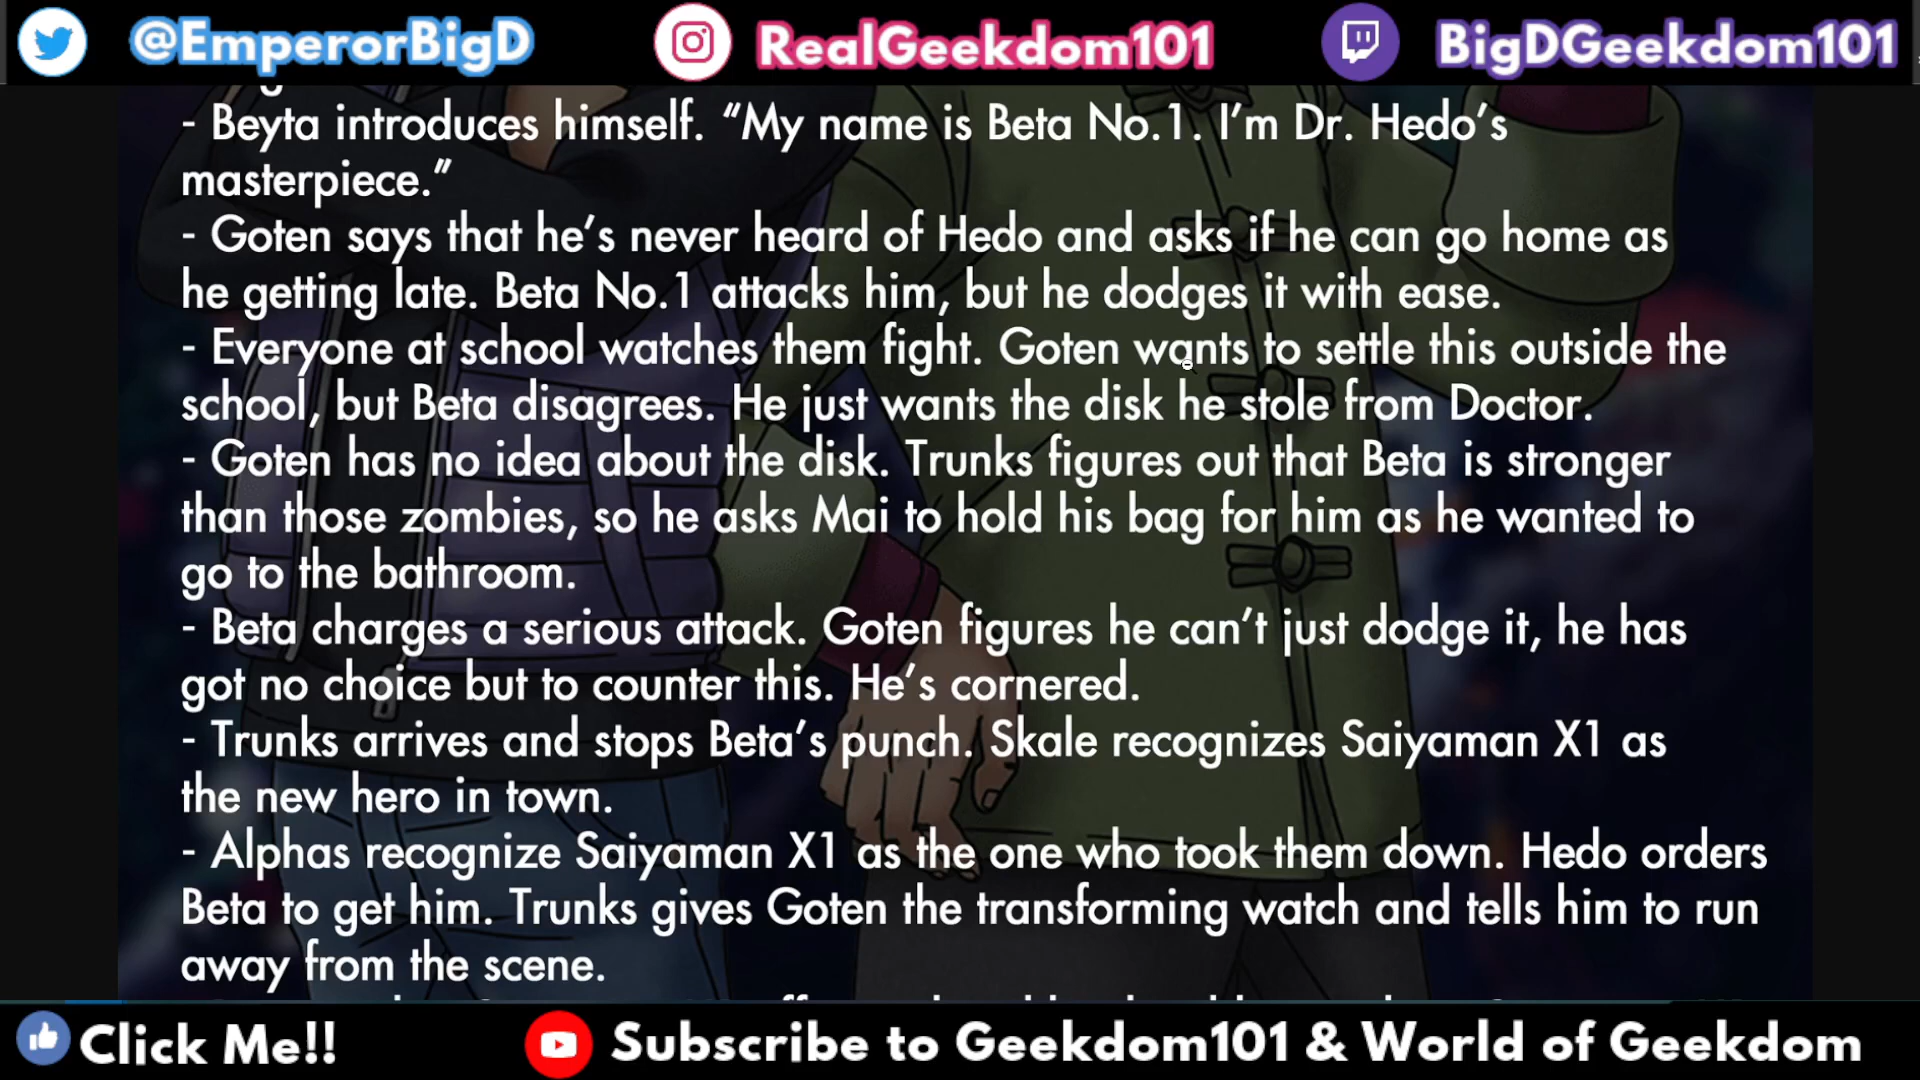 @EmperorBigD RealGeekdom101 BigDGeekdom101
- Beyta introduces himself. “My name is Beta No.1. I’m Dr. Hedo’s
masterpiece.”
- Goten says that he’s never heard of Hedo and asks if he can go home as
he getting late. Beta No.1 attacks him, but he dodges it with ease.
- Everyone at school watches them fight. Goten wants to settle this outside the
school, but Beta disagrees. He just wants the disk he stole from Doctor.
- Goten has no idea about the disk. Trunks figures out that Beta is stronger
than those zombies, so he asks Mai to hold his bag for him as he wanted to
go to the bathroom.
- Beta charges a serious attack. Goten figures he can’t just dodge it, he has
got no choice but to counter this. He’s cornered.
- Trunks arrives and stops Beta’s punch. Skale recognizes Saiyaman X1 as
the new hero in town.
- Alphas recognize Saiyaman X1 as the one who took them down. Hedo orders
Beta to get him. Trunks gives Goten the transforming watch and tells him to run
away from the scene.
Click Me!! Subscribe to Geekdom101 & World of Geekdom